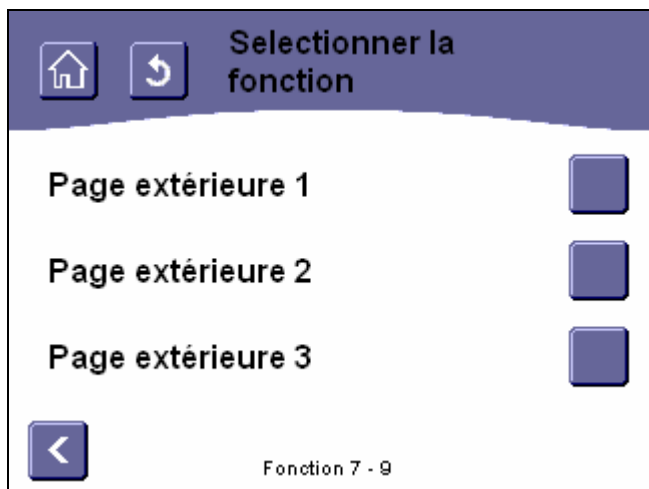 Selectionner la
fonction
Page extérieure 1
Page extérieure 2
Page extérieure 3
Fonction 7 - 9